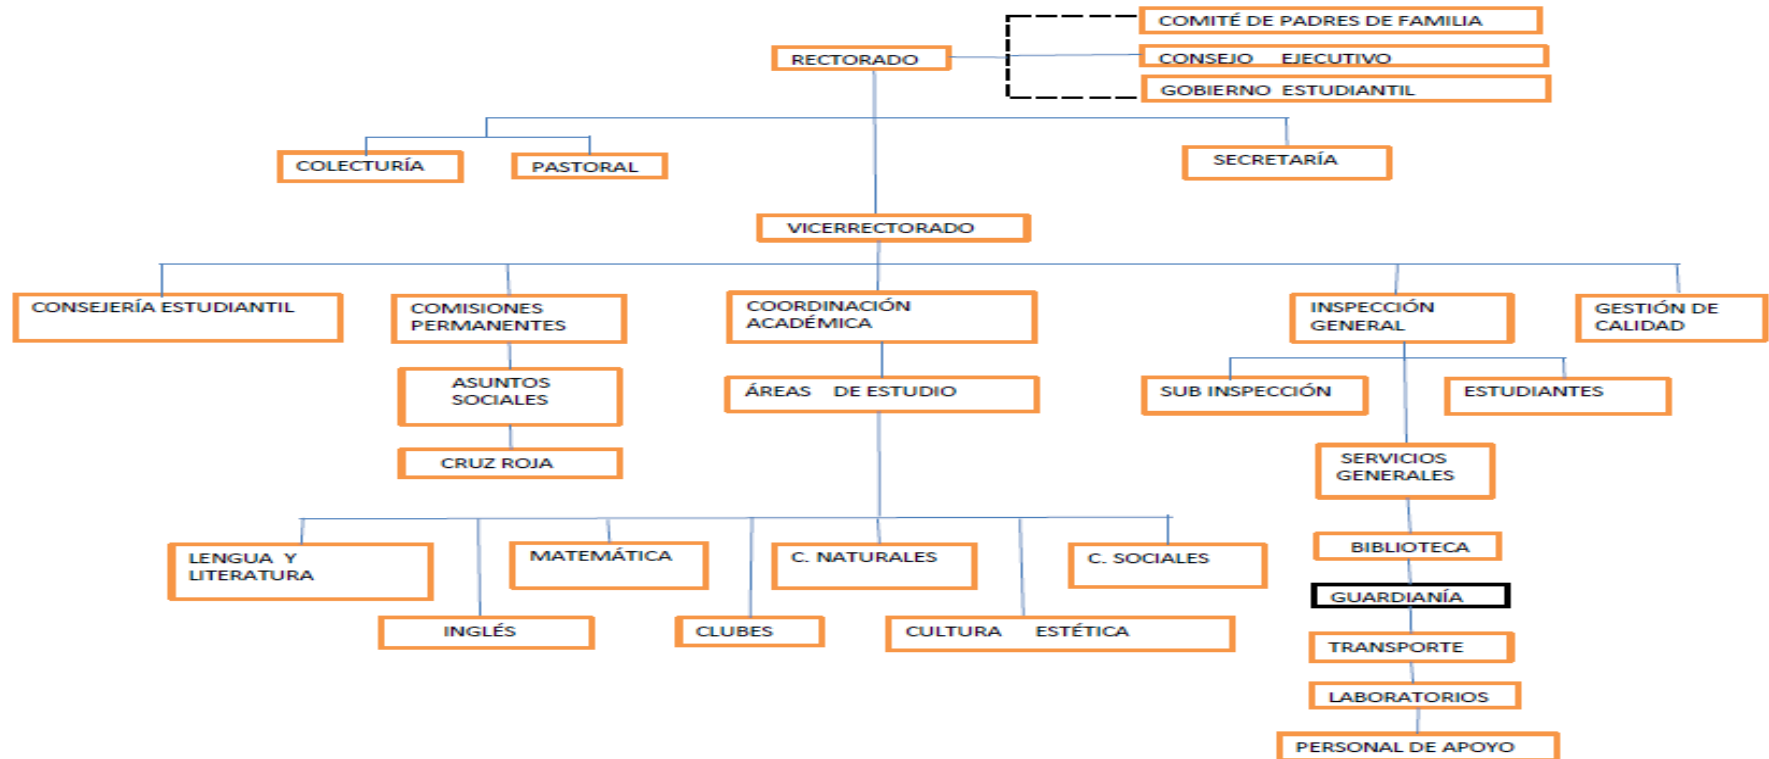 COMITÉ DE PADRES DE FAMILIA
RECTORADO
CONSEJO EJECUTIVO
GOBIERNO ESTUDIANTIL
COLECTURÍA
PASTORAL
SECRETARÍA
VICERRECTORADO
CONSEJERÍA ESTUDIANTIL
COMISIONES
PERMANENTES
COORDINACIÓN
ACADÉMICA
INSPECCIÓN
GENERAL
GESTIÓN DE
CALIDAD
ASUNTOS
SOCIALES
ÁREAS DE ESTUDIO
SUB INSPECCIÓN
ESTUDIANTES
CRUZ ROJA
SERVICIOS
GENERALES
LENGUA Y
LITERATURA
MATEMÁTICA
C. NATURALES
C. SOCIALES
BIBLIOTECA
INGLÉS
CLUBES
CULTURA ESTÉTICA
GUARDIANÍA
TRANSPORTE
LABORATORIOS
PERSONAL DE APOYO